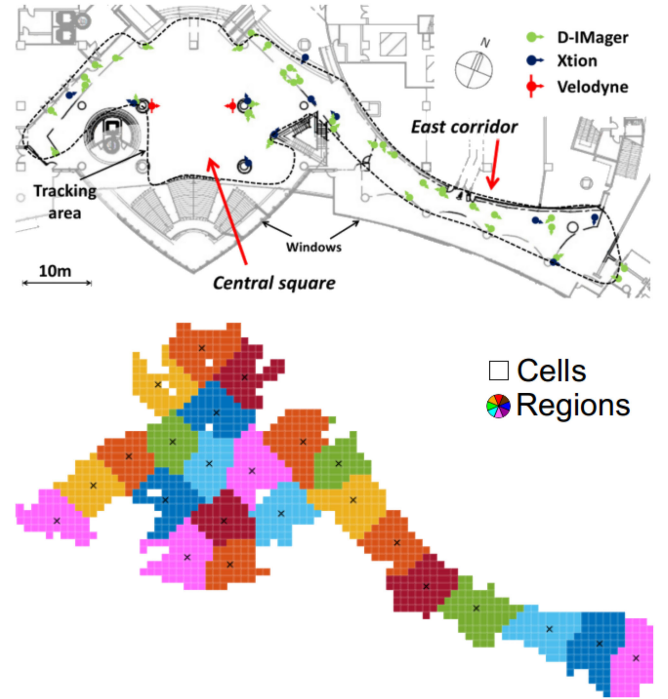 N
D-IMager
Xtion
Velodyne
East corridor
Tracking
area
Windows
10m
Central square
Cells
Regions